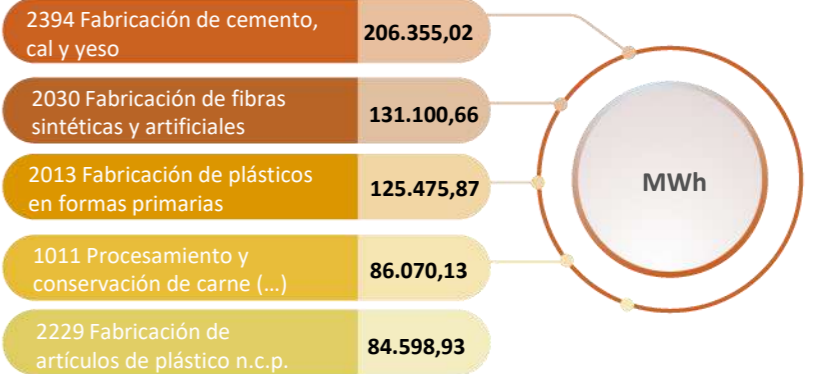 2394 Fabricación de cemento,
cal y yeso
206.355,02
2030 Fabricación de fibras
sintéticas y artificiales
131.100,66
2013 Fabricación de plásticos
en formas primarias
125.475,87
1011 Procesamiento y
conservación de carne (...)
86.070,13
2229 Fabricación de
artículos de plástico n.c.p.
84.598,93
MWh